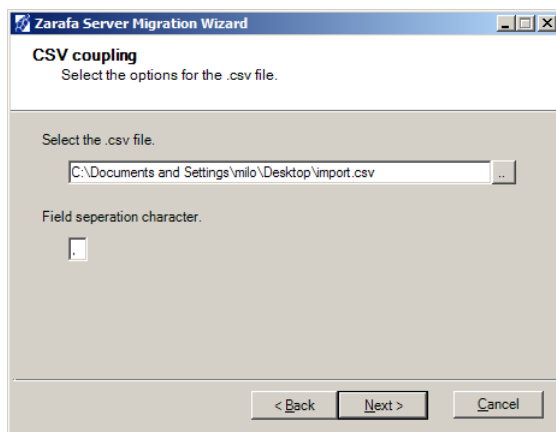 Zarafa Server Migration Wizard
CSV coupling
Select the options for the .csv file.
Select the .csv file.
C:\Documents and Settings\milo\Desktop\import.csv
..
Field seperation character.
,
< Back
Next >
Cancel